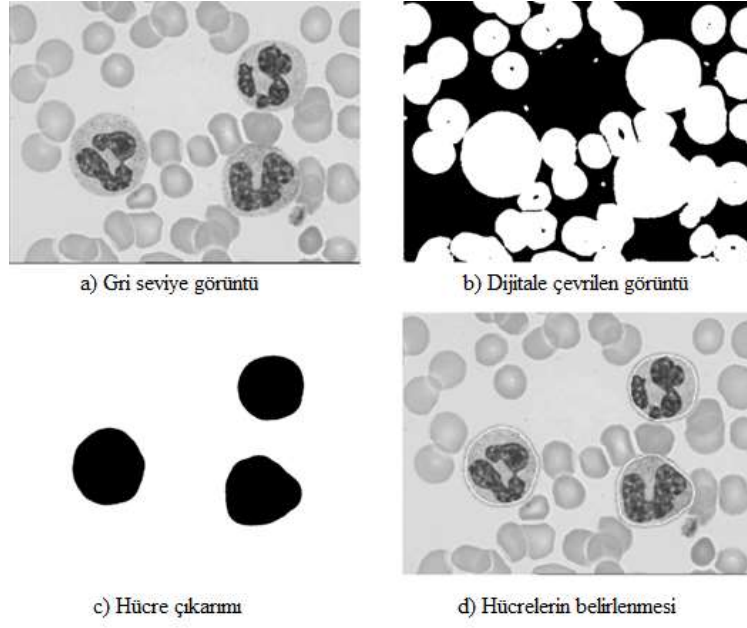 a) Gri seviye görüntü
b) Dijitale çevrilen görüntü
c) Hücre çıkarımı
d) Hücrelerin belirlenmesi